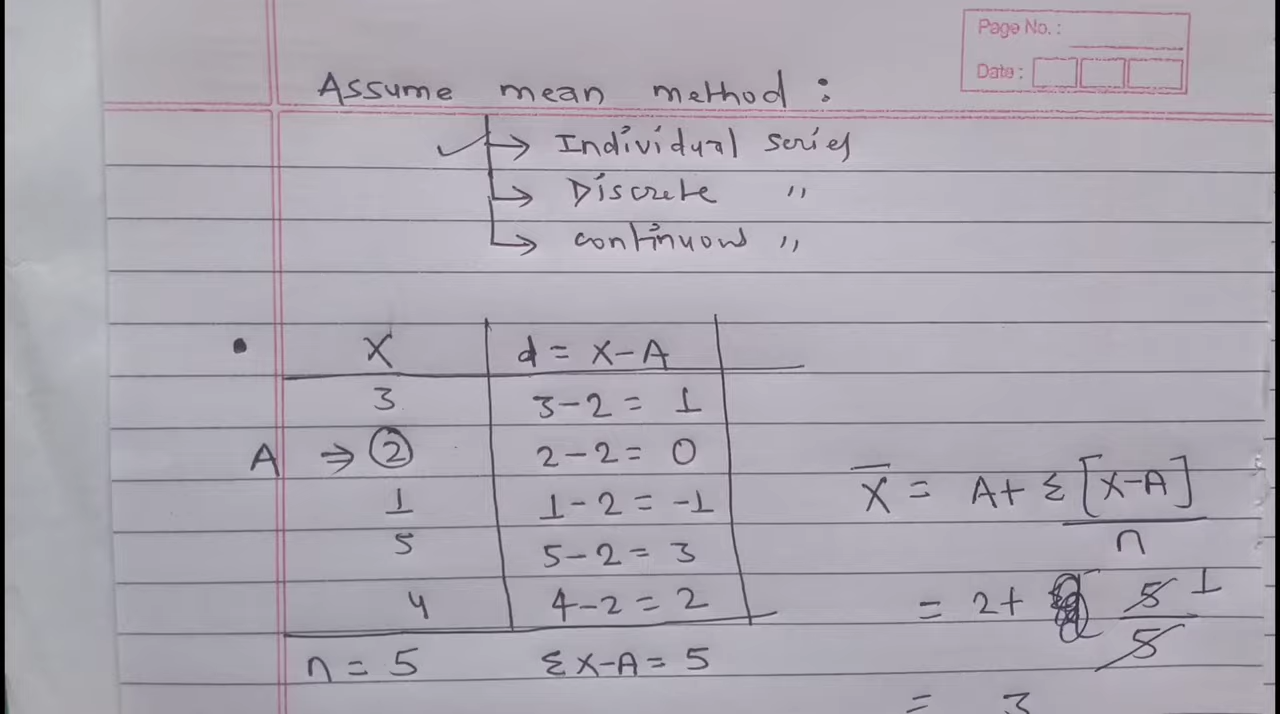 Page No. :
Date :
Assume mean method :
✓ → Individual series
→ Discrete "
→ continuous "
• X d = X-A
3 3-2 = 1
A ⇒ 2 2-2 = 0
1 1-2 = -1
5 5-2 = 3
4 4-2 = 2
n = 5 Σ X-A = 5
X̄ = A + Σ [X-A] / n
= 2 + 5 / 5 1
= 3